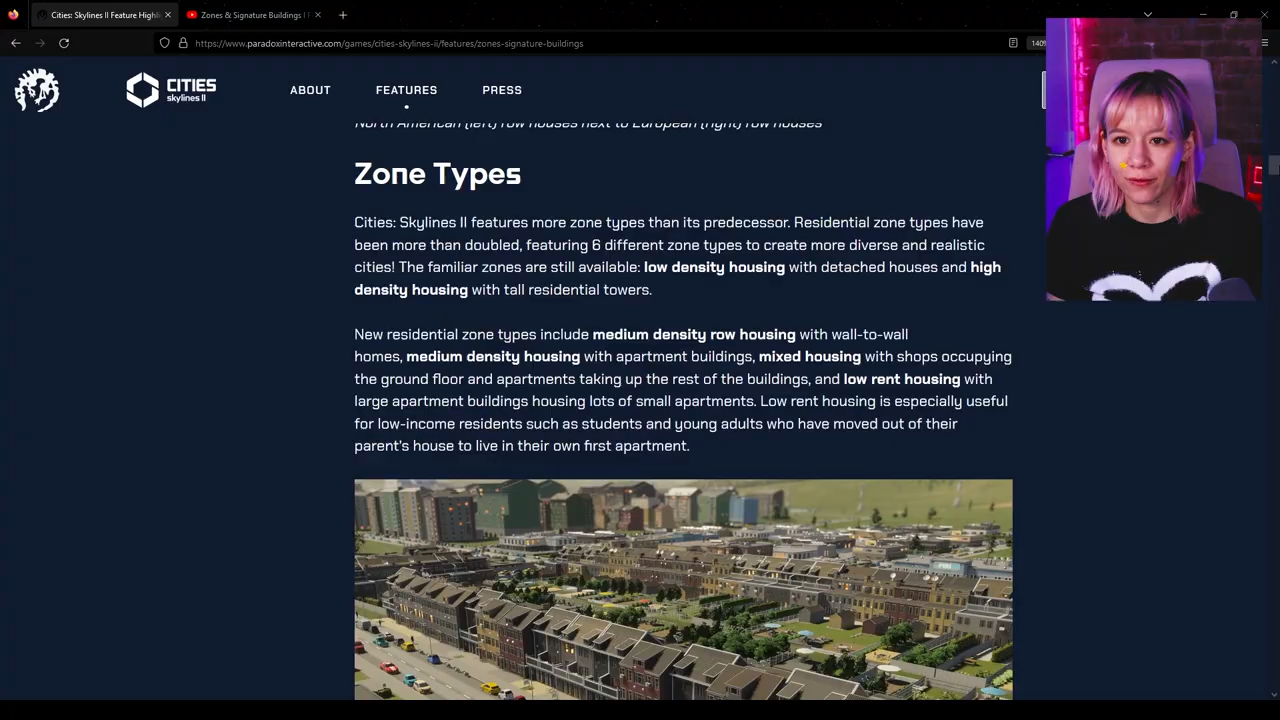 Cities: Skylines II Feature Highli
Zones & Signature Buildings |
https://www.paradoxinteractive.com/games/cities-skylines-ii/features/zones-signature-buildings
CITIES
skylines II
ABOUT
FEATURES
PRESS
North American (left) row houses next to European (right) row houses
Zone Types
Cities: Skylines II features more zone types than its predecessor. Residential zone types have
been more than doubled, featuring 6 different zone types to create more diverse and realistic
cities! The familiar zones are still available: low density housing with detached houses and high
density housing with tall residential towers.
New residential zone types include medium density row housing with wall-to-wall
homes, medium density housing with apartment buildings, mixed housing with shops occupying
the ground floor and apartments taking up the rest of the buildings, and low rent housing with
large apartment buildings housing lots of small apartments. Low rent housing is especially useful
for low-income residents such as students and young adults who have moved out of their
parent's house to live in their own first apartment.